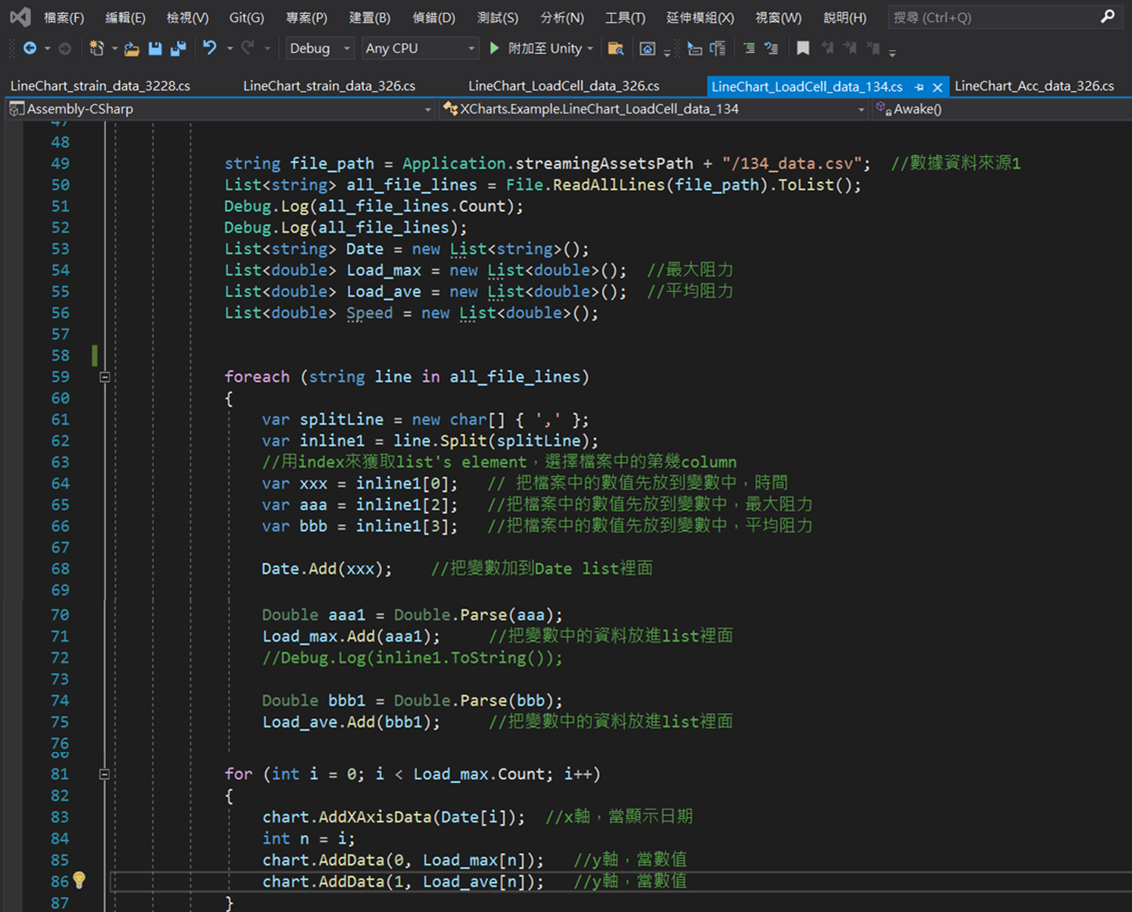 檔案(F) 編輯(E) 檢視(V) Git(G) 專案(P) 建置(B) 偵錯(D) 測試(S) 分析(N) 工具(T) 延伸模組(X) 視窗(W) 說明(H) 搜尋 (Ctrl+Q)
Debug Any CPU 附加至 Unity
LineChart_strain_data_3228.cs LineChart_strain_data_326.cs LineChart_LoadCell_data_326.cs LineChart_LoadCell_data_134.cs LineChart_Acc_data_326.cs
Assembly-CSharp XCharts.Example.LineChart_LoadCell_data_134 Awake()
47
48
49 string file_path = Application.streamingAssetsPath + "/134_data.csv"; //數據資料來源1
50 List<string> all_file_lines = File.ReadAllLines(file_path).ToList();
51 Debug.Log(all_file_lines.Count);
52 Debug.Log(all_file_lines);
53 List<string> Date = new List<string>();
54 List<double> Load_max = new List<double>(); //最大阻力
55 List<double> Load_ave = new List<double>(); //平均阻力
56 List<double> Speed = new List<double>();
57
58
59 foreach (string line in all_file_lines)
60 {
61 var splitLine = new char[] { ',' };
62 var inline1 = line.Split(splitLine);
63 //用index來獲取list's element，選擇檔案中的第幾column
64 var xxx = inline1[0]; // 把檔案中的數值先放到變數中，時間
65 var aaa = inline1[2]; //把檔案中的數值先放到變數中，最大阻力
66 var bbb = inline1[3]; //把檔案中的數值先放到變數中，平均阻力
67
68 Date.Add(xxx); //把變數加到Date list裡面
69
70 Double aaa1 = Double.Parse(aaa);
71 Load_max.Add(aaa1); //把變數中的資料放進list裡面
72 //Debug.Log(inline1.ToString());
73
74 Double bbb1 = Double.Parse(bbb);
75 Load_ave.Add(bbb1); //把變數中的資料放進list裡面
76
81 for (int i = 0; i < Load_max.Count; i++)
82 {
83 chart.AddXAxisData(Date[i]); //x軸，當顯示日期
84 int n = i;
85 chart.AddData(0, Load_max[n]); //y軸，當數值
86 chart.AddData(1, Load_ave[n]); //y軸，當數值
87 }